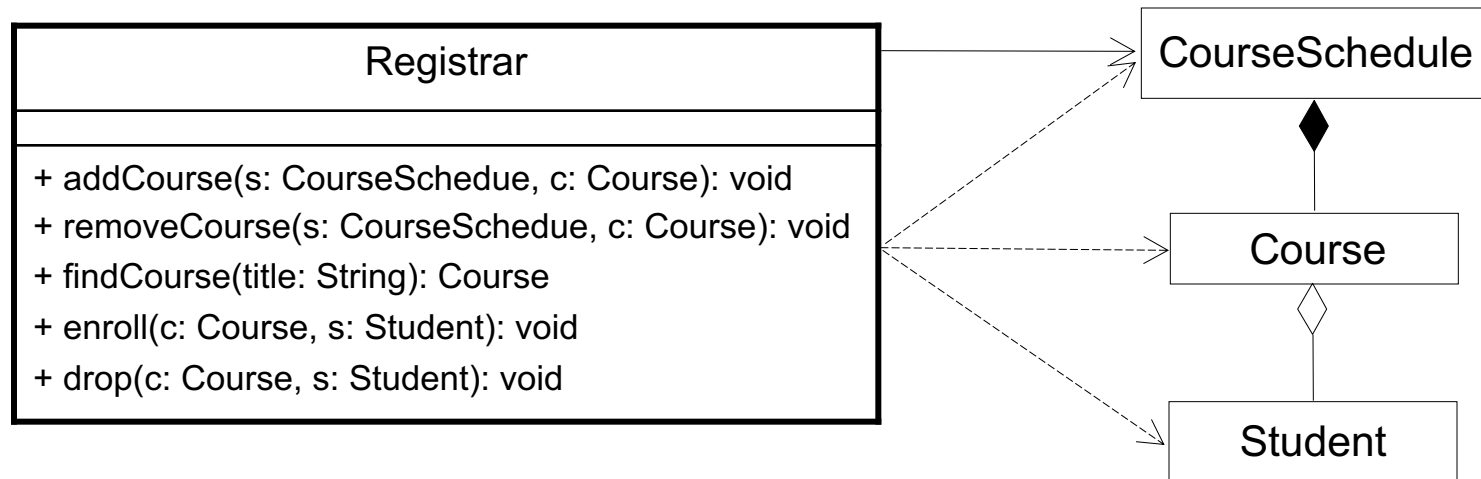 Registrar
+ addCourse(s: CourseSchedue, c: Course): void
+ removeCourse(s: CourseSchedue, c: Course): void
+ findCourse(title: String): Course
+ enroll(c: Course, s: Student): void
+ drop(c: Course, s: Student): void
CourseSchedule
Course
Student